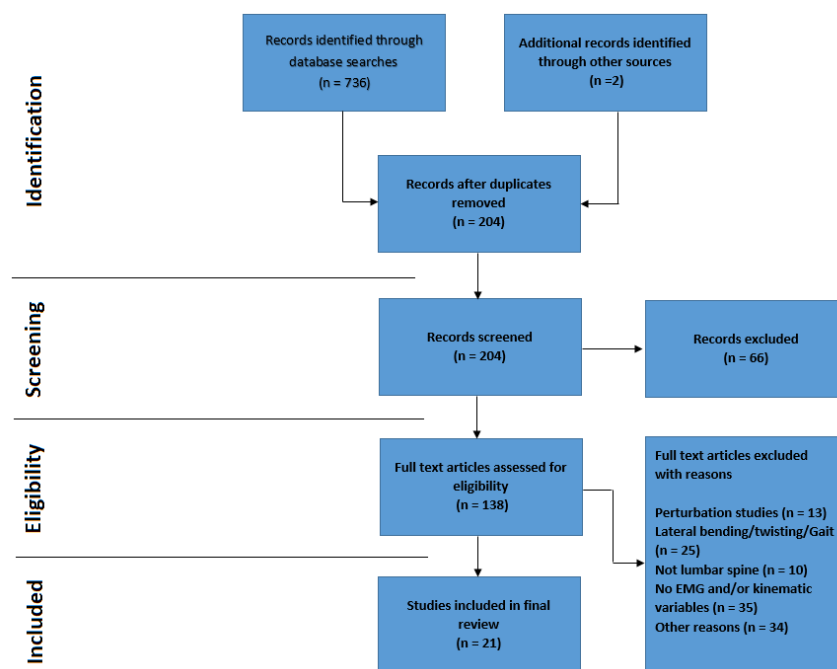 Identification
Records identified through
database searches
(n = 736)
Additional records identified
through other sources
(n =2)
Records after duplicates
removed
(n = 204)
Screening
Records screened
(n = 204)
Records excluded
(n = 66)
Eligibility
Full text articles assessed for
eligibility
(n = 138)
Full text articles excluded
with reasons
Perturbation studies (n = 13)
Lateral bending/twisting/Gait
(n = 25)
Not lumbar spine (n = 10)
No EMG and/or kinematic
variables (n = 35)
Other reasons (n = 34)
Included
Studies included in final
review
(n = 21)